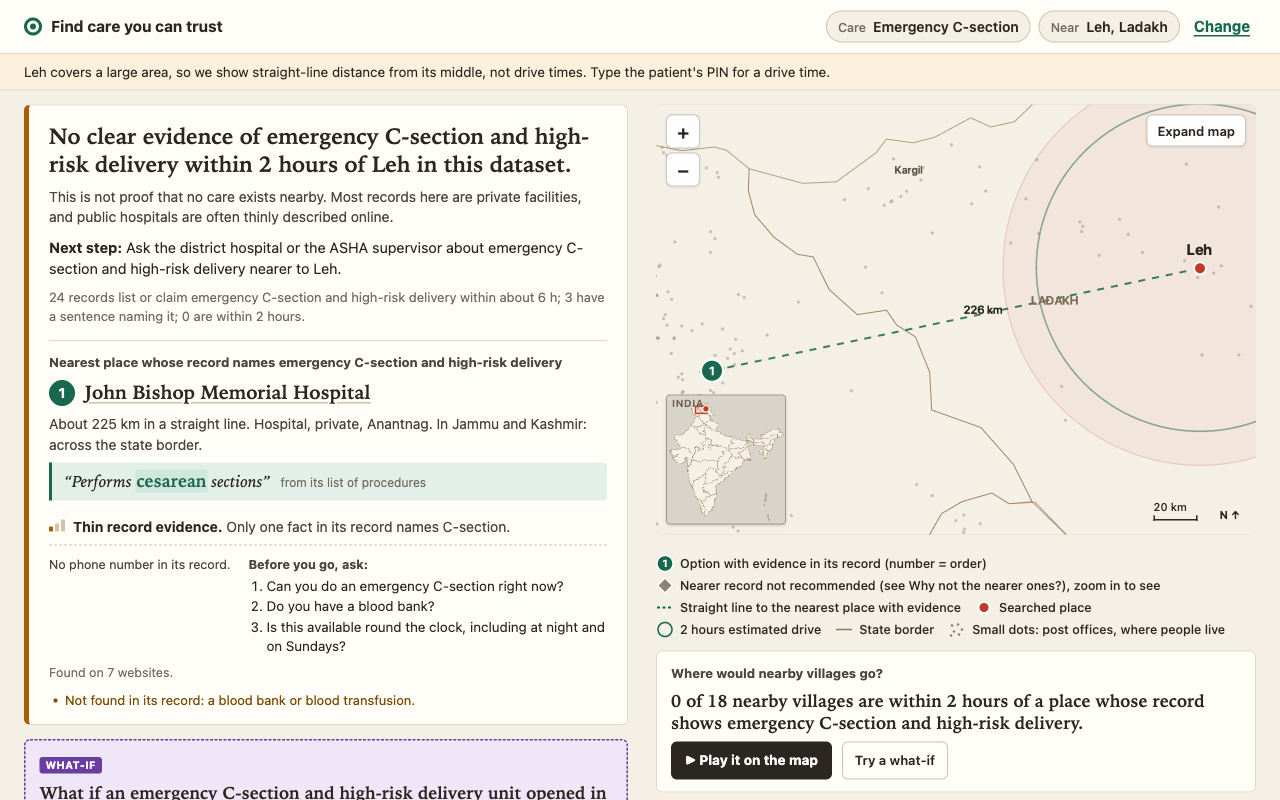 Find care you can trust
Care Emergency C-section
Near Leh, Ladakh
Change
Leh covers a large area, so we show straight-line distance from its middle, not drive times. Type the patient's PIN for a drive time.
No clear evidence of emergency C-section and high-
risk delivery within 2 hours of Leh in this dataset.
This is not proof that no care exists nearby. Most records here are private facilities,
and public hospitals are often thinly described online.
Next step: Ask the district hospital or the ASHA supervisor about emergency C-
section and high-risk delivery nearer to Leh.
24 records list or claim emergency C-section and high-risk delivery within about 6 h; 3 have
a sentence naming it; 0 are within 2 hours.
Nearest place whose record names emergency C-section and high-risk delivery
1 John Bishop Memorial Hospital
About 225 km in a straight line. Hospital, private, Anantnag. In Jammu and Kashmir:
across the state border.
“Performs cesarean sections” from its list of procedures
Thin record evidence. Only one fact in its record names C-section.
No phone number in its record.
Before you go, ask:
1. Can you do an emergency C-section right now?
2. Do you have a blood bank?
3. Is this available round the clock, including at night and
on Sundays?
Found on 7 websites.
• Not found in its record: a blood bank or blood transfusion.
WHAT-IF
What if an emergency C-section and high-risk delivery unit opened in
+
−
Expand map
Kargil
Leh
LADAKH
226 km
1
INDIA
20 km
N ↑
1 Option with evidence in its record (number = order)
Nearer record not recommended (see Why not the nearer ones?), zoom in to see
Straight line to the nearest place with evidence
Searched place
2 hours estimated drive
State border
Small dots: post offices, where people live
Where would nearby villages go?
0 of 18 nearby villages are within 2 hours of a place whose record
shows emergency C-section and high-risk delivery.
Play it on the map
Try a what-if